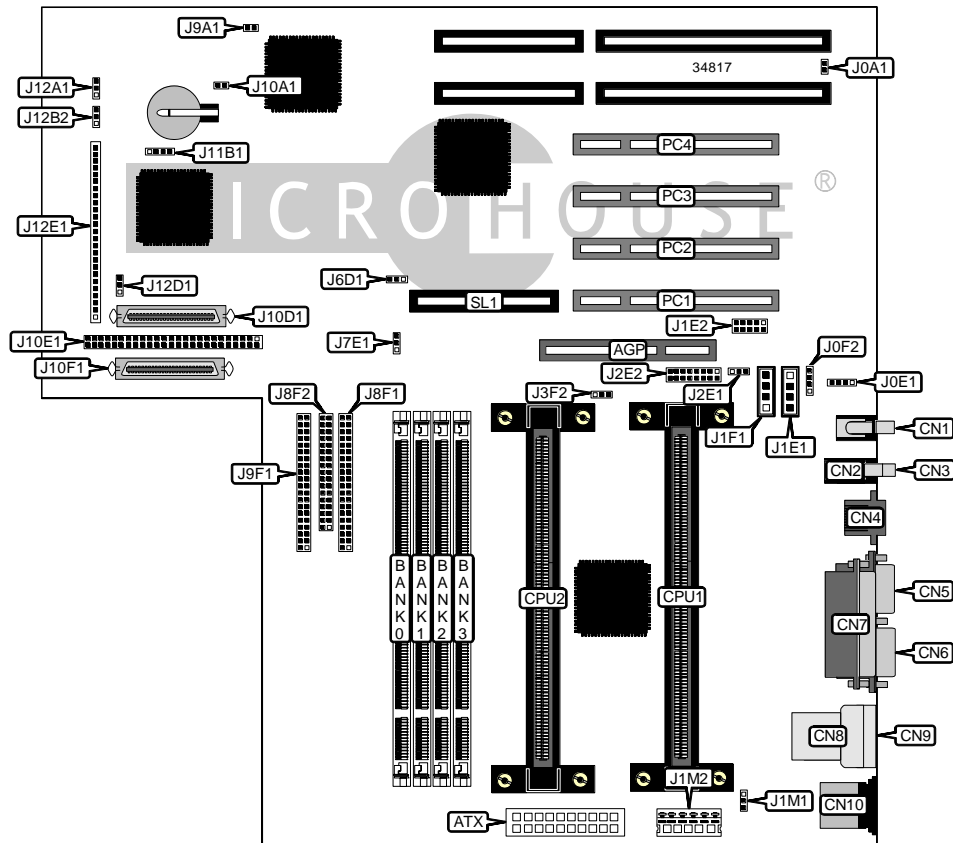 J9A1
34817
J0A1
J12A1
J10A1
J12B2
PC4
J11B1
ICROHOUSE ®
PC3
J12E1
PC2
J6D1
J12D1
SL1
PC1
J10D1
J1E2
J10E1
J7E1
AGP
J0F2
J10F1
J2E2
J0E1
J8F2
J8F1
J3F2
J2E1
J1F1
CN1
J1E1
J9F1
CN2
CN3
CN4
BANK0
BANK1
BANK2
BANK3
CPU2
CPU1
CN5
CN7
CN6
CN8
CN9
J1M2
J1M1
CN10
ATX